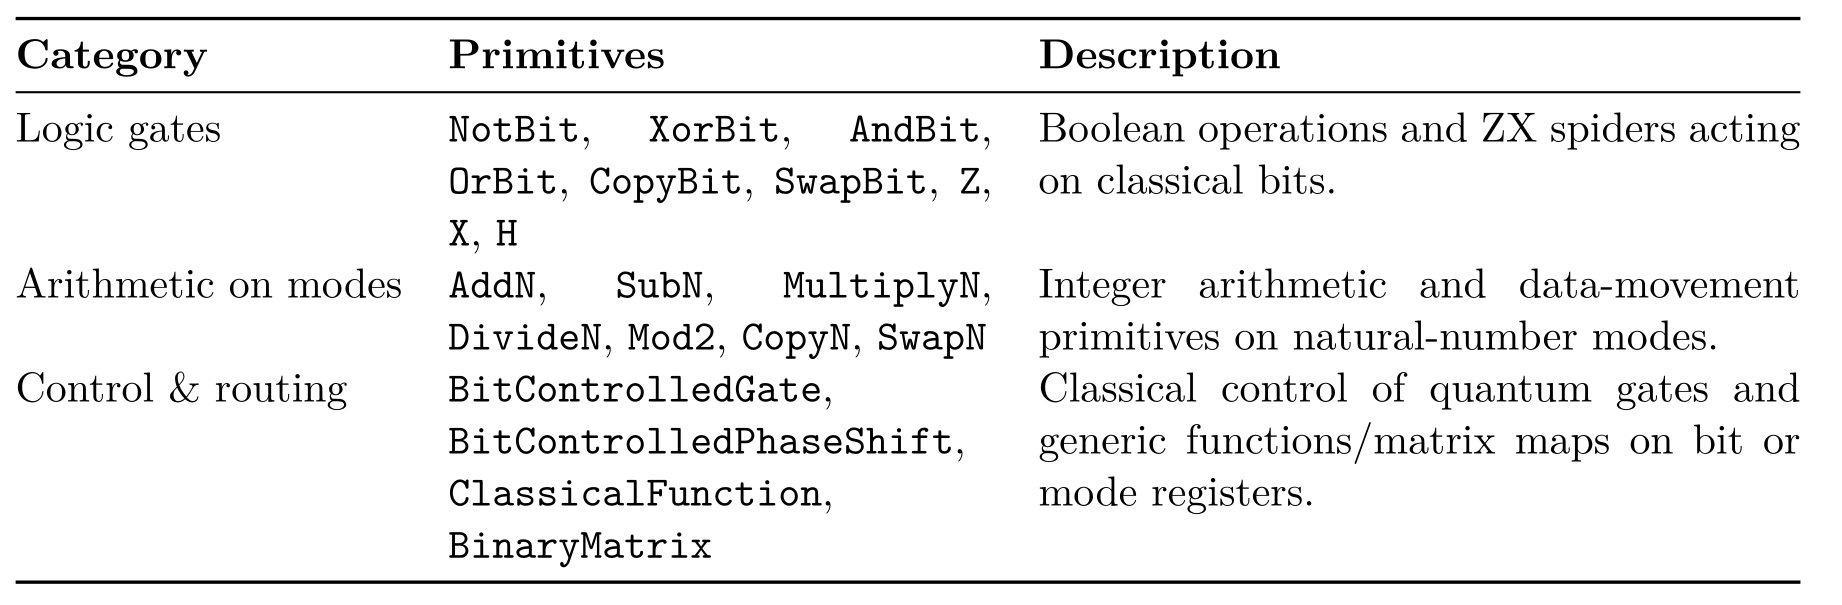 Category Primitives Description
Logic gates NotBit, XorBit, AndBit, Boolean operations and ZX spiders acting
OrBit, CopyBit, SwapBit, Z, on classical bits.
X, H
Arithmetic on modes AddN, SubN, MultiplyN, Integer arithmetic and data-movement
DivideN, Mod2, CopyN, SwapN primitives on natural-number modes.
Control & routing BitControlledGate, Classical control of quantum gates and
BitControlledPhaseShift, generic functions/matrix maps on bit or
ClassicalFunction, mode registers.
BinaryMatrix